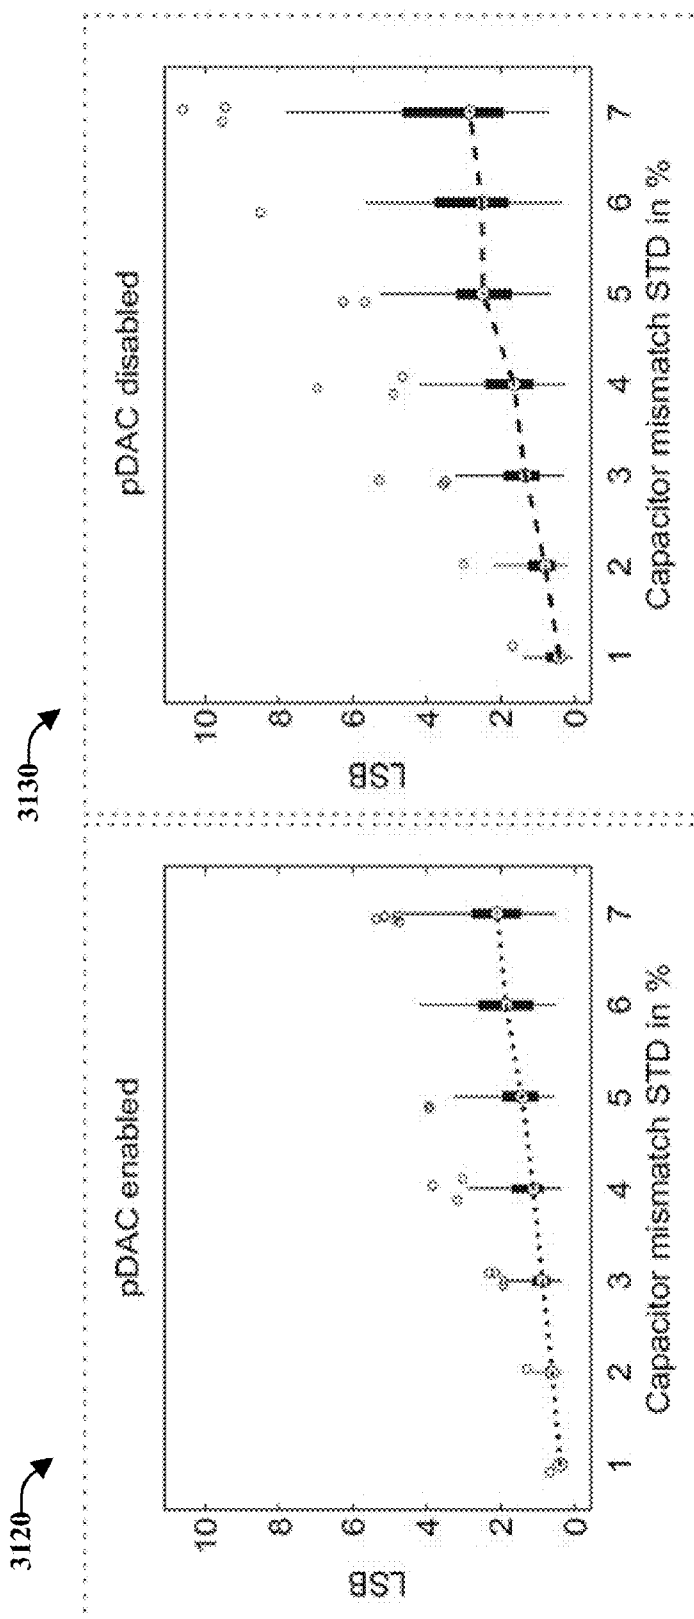 3120
pDAC enabled
LSB
10
8
6
4
2
0
1 2 3 4 5 6 7
Capacitor mismatch STD in %
3130
pDAC disabled
LSB
10
8
6
4
2
0
1 2 3 4 5 6 7
Capacitor mismatch STD in %